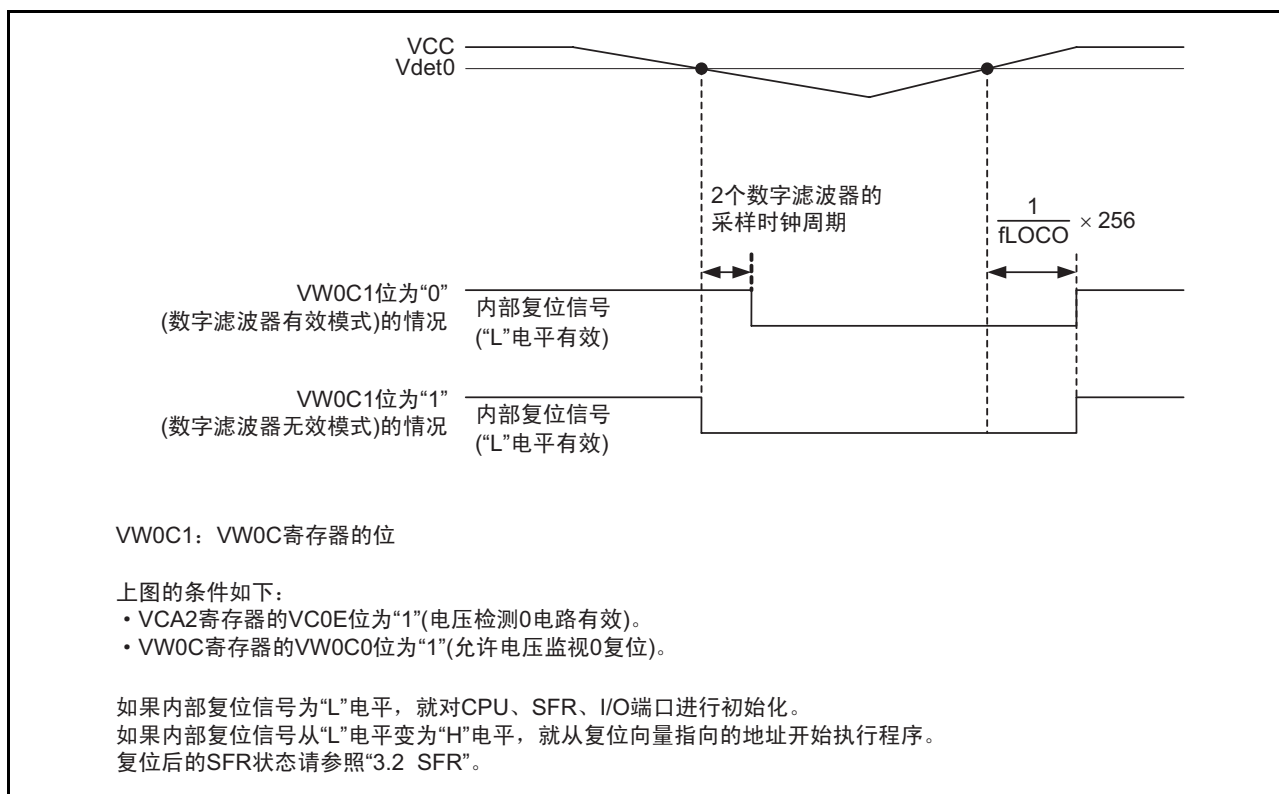 VCC
Vdet0
2个数字滤波器的
采样时钟周期
1
fLOCO
× 256
VW0C1位为“0”
(数字滤波器有效模式)的情况
内部复位信号
(“L”电平有效)
VW0C1位为“1”
(数字滤波器无效模式)的情况
内部复位信号
(“L”电平有效)
VW0C1：VW0C寄存器的位
上图的条件如下：
• VCA2寄存器的VC0E位为“1”(电压检测0电路有效)。
• VW0C寄存器的VW0C0位为“1”(允许电压监视0复位)。
如果内部复位信号为“L”电平，就对CPU、SFR、I/O端口进行初始化。
如果内部复位信号从“L”电平变为“H”电平，就从复位向量指向的地址开始执行程序。
复位后的SFR状态请参照“3.2 SFR”。